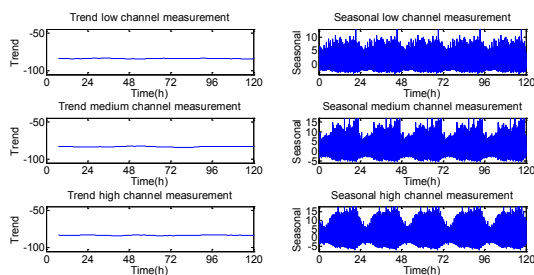 Trend low channel measurement
-50
-100
Trend
0 24 48 72 96 120
Time(h)
Seasonal low channel measurement
10
5
0
Seasonal
0 24 48 72 96 120
Time(h)
Trend medium channel measurement
-50
-100
Trend
0 24 48 72 96 120
Time(h)
Seasonal medium channel measurement
15
10
5
0
-5
Seasonal
0 24 48 72 96 120
Time(h)
Trend high channel measurement
-50
-100
Trend
0 24 48 72 96 120
Time(h)
Seasonal high channel measurement
15
10
5
0
-5
Seasonal
0 24 48 72 96 120
Time(h)